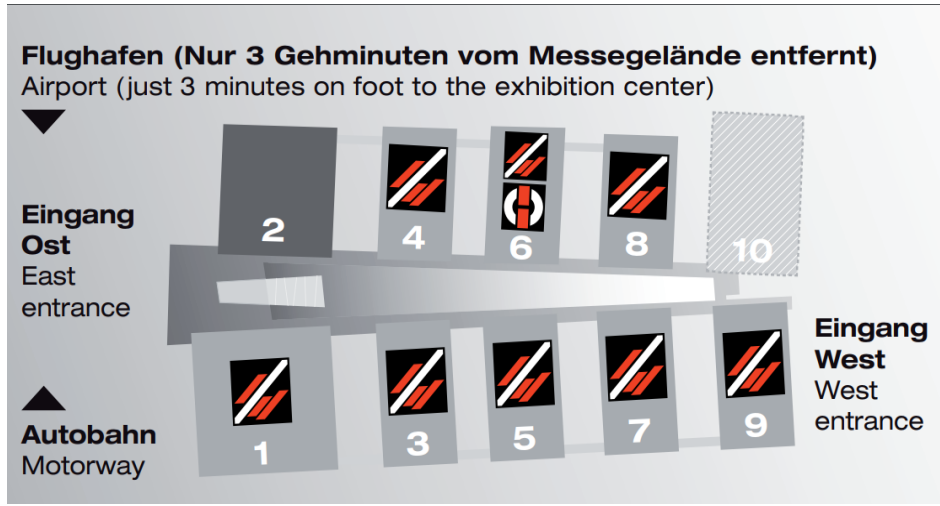 Flughafen (Nur 3 Gehminuten vom Messegelände entfernt)
Airport (just 3 minutes on foot to the exhibition center)
Eingang
Ost
East
entrance
2
4
6
8
10
Eingang
West
West
entrance
Autobahn
Motorway
1
3
5
7
9